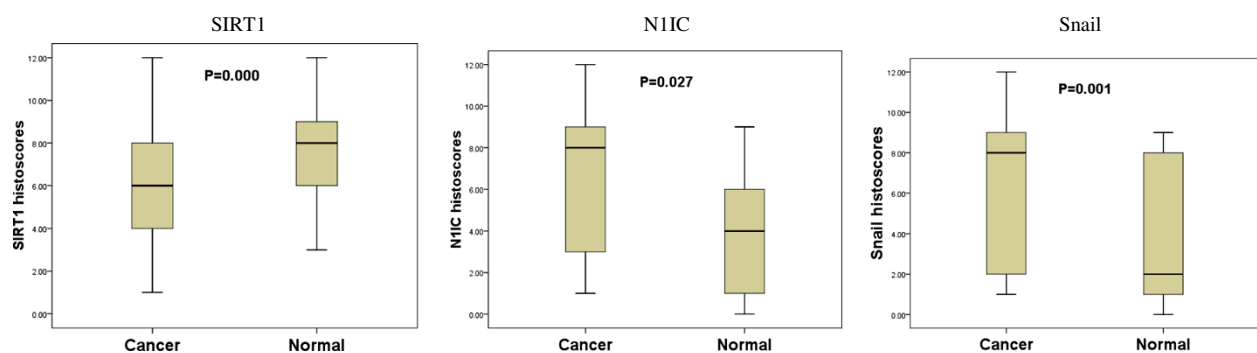 SIRT1
SIRT1 histoscores
12.00
10.00
8.00
6.00
4.00
2.00
0.00
P=0.000
Cancer Normal
N1IC
N1IC histoscores
12.00
10.00
8.00
6.00
4.00
2.00
0.00
P=0.027
Cancer Normal
Snail
Snail histoscores
12.00
10.00
8.00
6.00
4.00
2.00
0.00
P=0.001
Cancer Normal